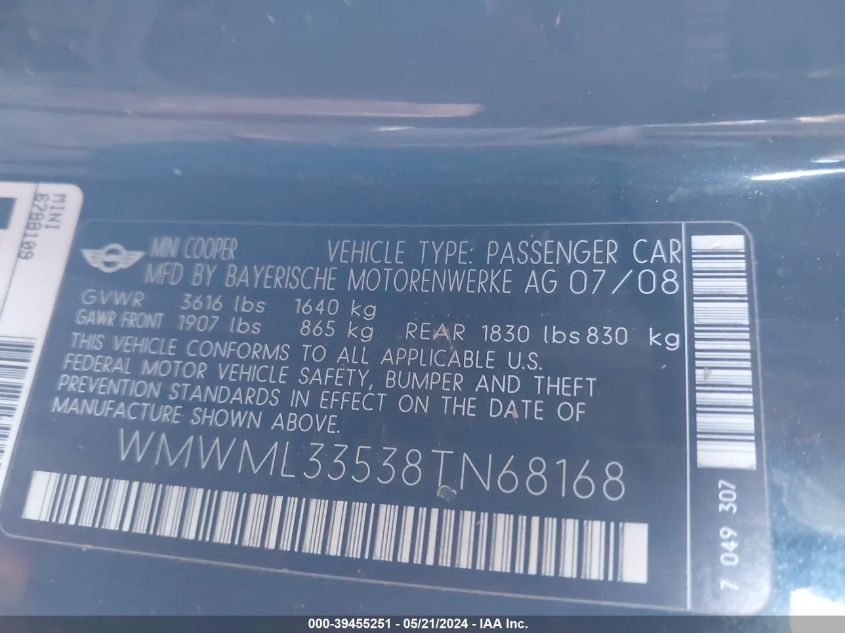 MINI
6788109
MINI COOPER VEHICLE TYPE: PASSENGER CAR
MFD BY BAYERISCHE MOTORENWERKE AG 07/08
GVWR 3616 lbs 1640 kg
GAWR FRONT 1907 lbs 865 kg REAR 1830 lbs 830 kg
THIS VEHICLE CONFORMS TO ALL APPLICABLE U.S.
FEDERAL MOTOR VEHICLE SAFETY, BUMPER AND THEFT
PREVENTION STANDARDS IN EFFECT ON THE DATE OF
MANUFACTURE SHOWN ABOVE.
WMWML33538TN68168
7 049 307
000-39455251 - 05/21/2024 - IAA Inc.